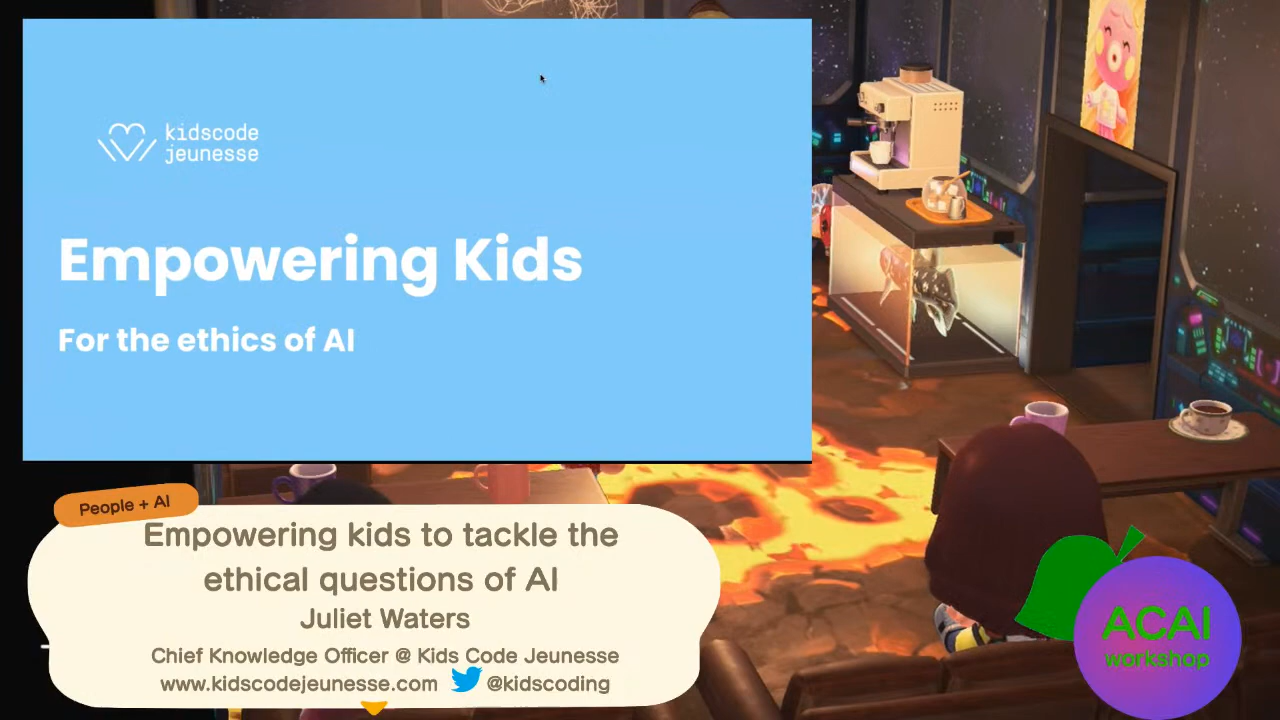 kidscode
jeunesse
Empowering Kids
For the ethics of AI
People + AI
Empowering kids to tackle the
ethical questions of AI
Juliet Waters
Chief Knowledge Officer @ Kids Code Jeunesse
www.kidscodejeunesse.com @kidscoding
ACAI
workshop